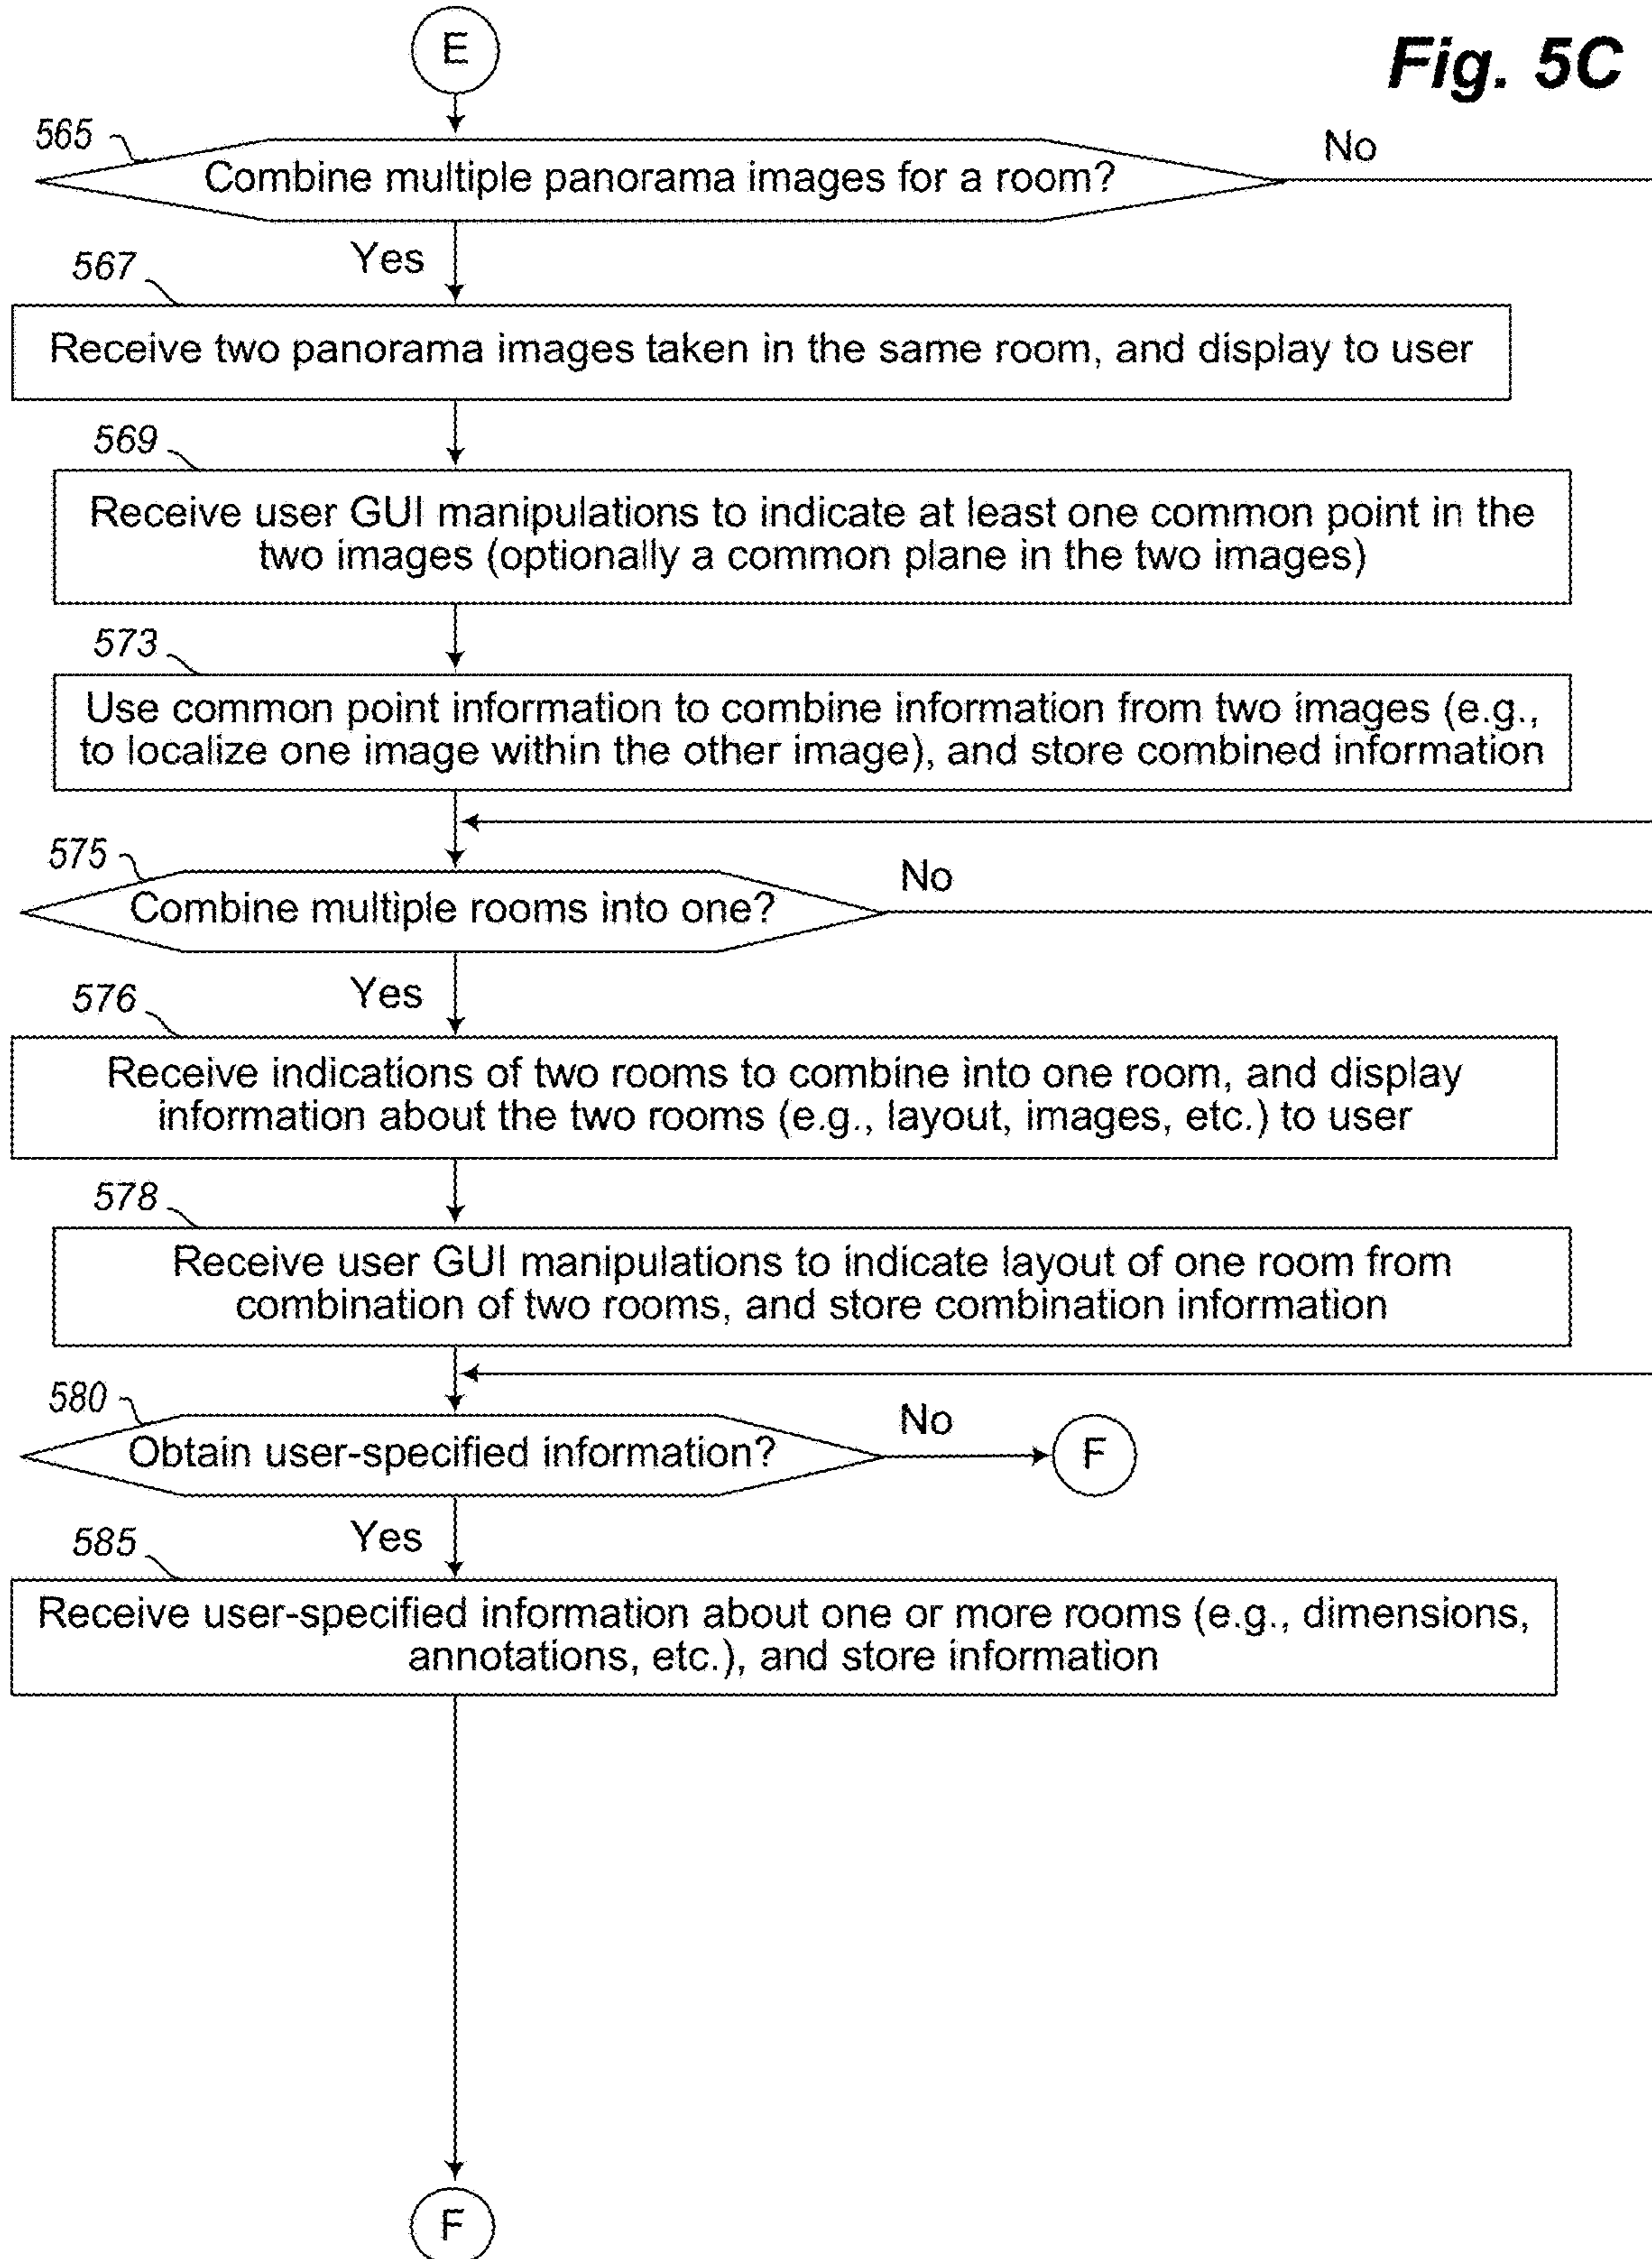 E
Fig. 5C
565
Combine multiple panorama images for a room?
No
Yes
567
Receive two panorama images taken in the same room, and display to user
569
Receive user GUI manipulations to indicate at least one common point in the
two images (optionally a common plane in the two images)
573
Use common point information to combine information from two images (e.g.,
to localize one image within the other image), and store combined information
575
Combine multiple rooms into one?
No
Yes
576
Receive indications of two rooms to combine into one room, and display
information about the two rooms (e.g., layout, images, etc.) to user
578
Receive user GUI manipulations to indicate layout of one room from
combination of two rooms, and store combination information
580
Obtain user-specified information?
No
F
Yes
585
Receive user-specified information about one or more rooms (e.g., dimensions,
annotations, etc.), and store information
F